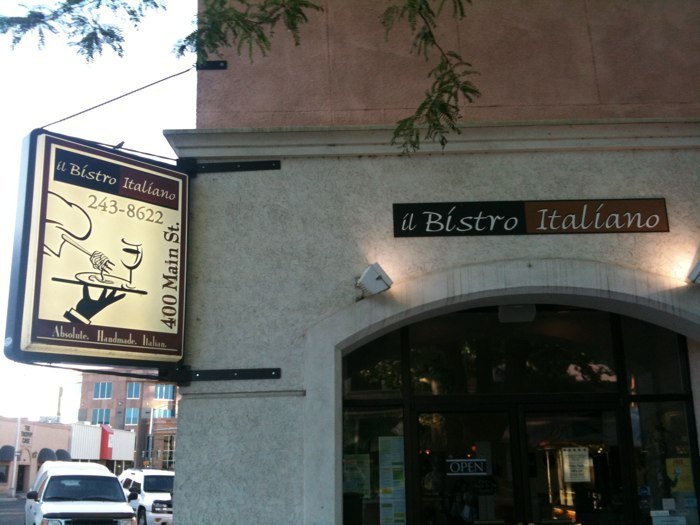 il Bistro Italiano
243-8622
400 Main St.
Absolute. Handmade. Italian.
il Bistro Italiano
OPEN